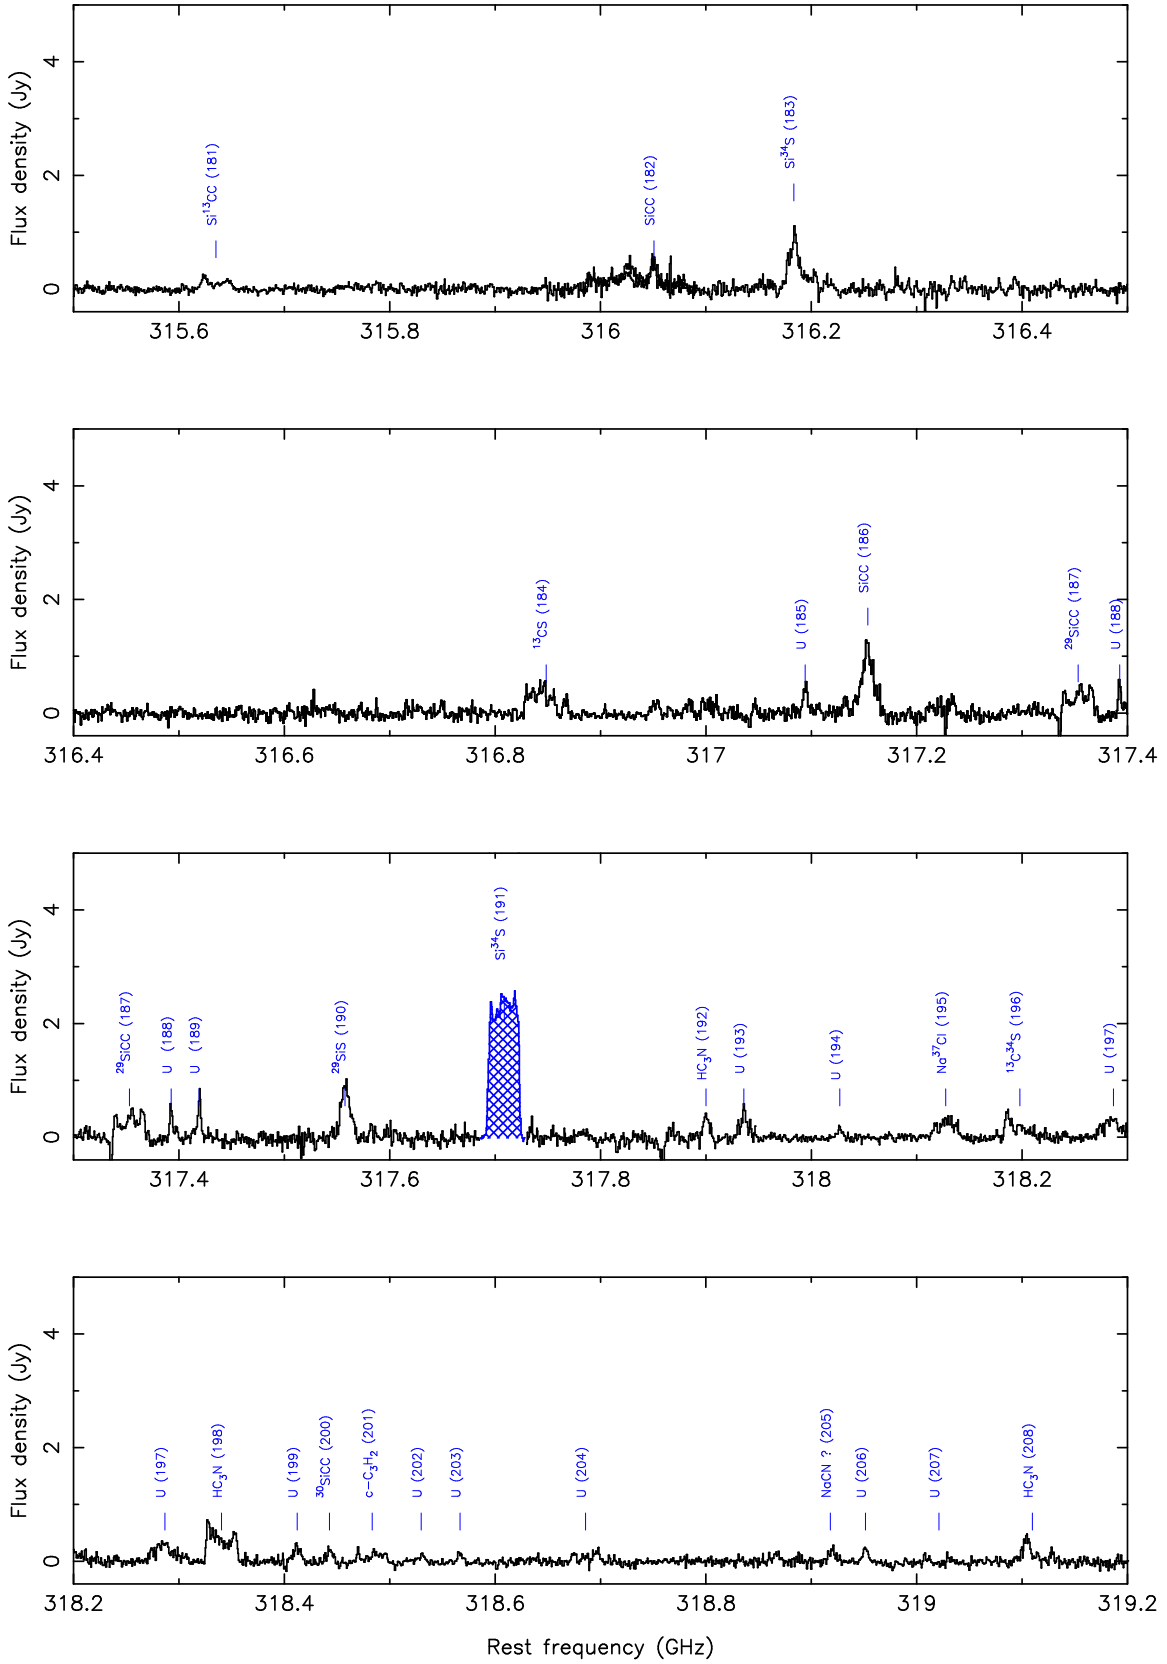 Flux density (Jy)
4
2
0
Si¹³CC (181)
SiCC (182)
Si³⁴S (183)
315.6
315.8
316
316.2
316.4
Flux density (Jy)
4
2
0
¹³CS (184)
U (185)
SiCC (186)
²⁹SiCC (187)
U (188)
316.4
316.6
316.8
317
317.2
317.4
Flux density (Jy)
4
2
0
²⁹SiCC (187)
U (188)
U (189)
²⁹SiS (190)
Si³⁴S (191)
HC₃N (192)
U (193)
U (194)
Na³⁷Cl (195)
¹³C³⁴S (196)
U (197)
317.4
317.6
317.8
318
318.2
Flux density (Jy)
4
2
0
U (197)
HC₃N (198)
U (199)
³⁰SiCC (200)
c−C₃H₂ (201)
U (202)
U (203)
U (204)
NaCN ? (205)
U (206)
U (207)
HC₃N (208)
318.2
318.4
318.6
318.8
319
319.2
Rest frequency (GHz)